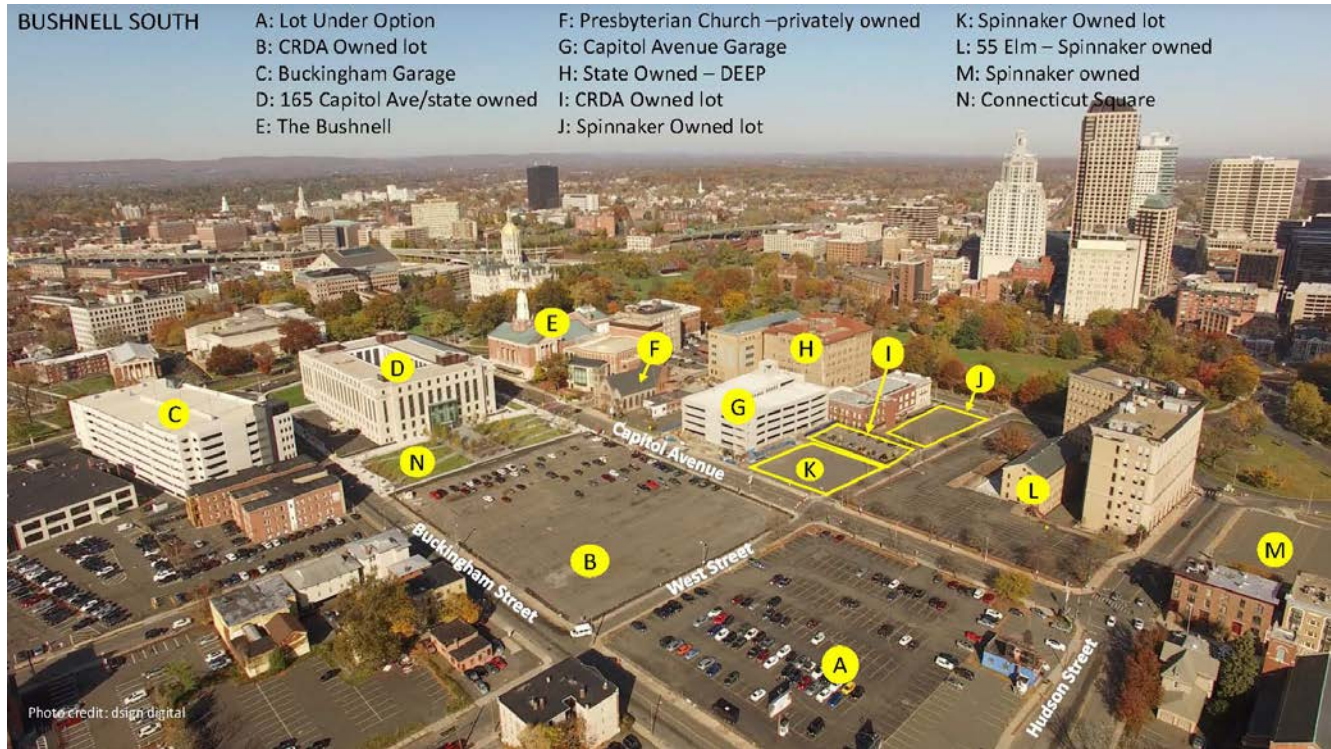 BUSHNELL SOUTH
A: Lot Under Option
B: CRDA Owned lot
C: Buckingham Garage
D: 165 Capitol Ave/state owned
E: The Bushnell
F: Presbyterian Church –privately owned
G: Capitol Avenue Garage
H: State Owned – DEEP
I: CRDA Owned lot
J: Spinnaker Owned lot
K: Spinnaker Owned lot
L: 55 Elm – Spinnaker owned
M: Spinnaker owned
N: Connecticut Square
E
F
H
I
D
J
C
G
Capitol Avenue
N
K
L
Buckingham Street
B
West Street
M
A
Hudson Street
Photo credit: dsign digital